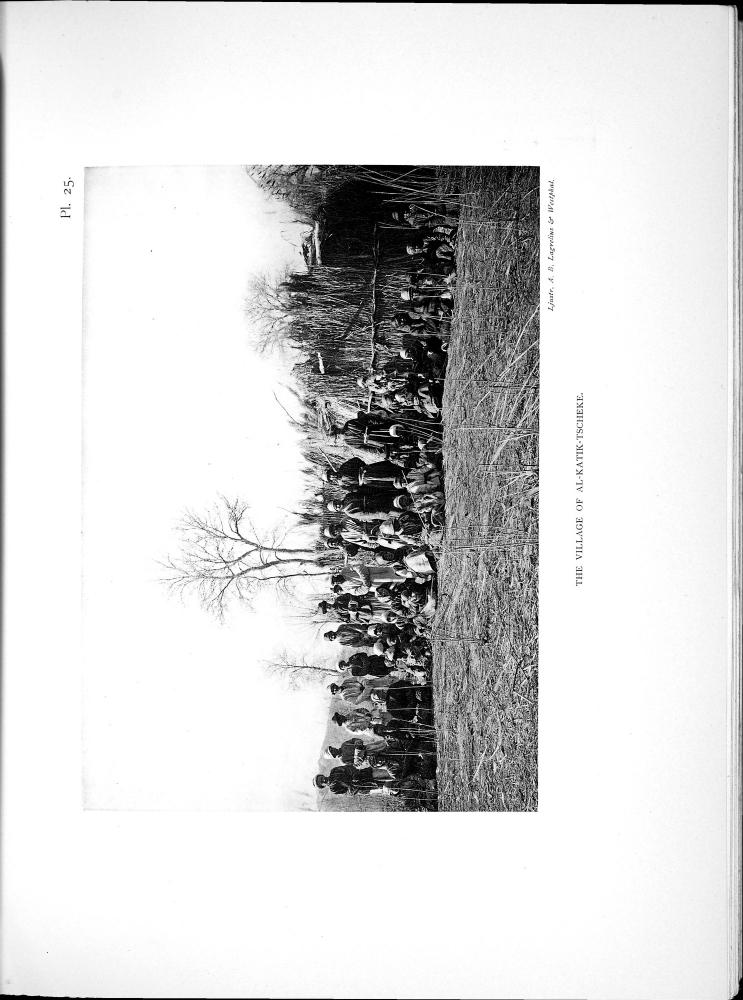 Pl. 25.
Ljustr. A. B. Lagrelius & Westphal.
THE VILLAGE OF AL-KATIK-TSCHEKE.